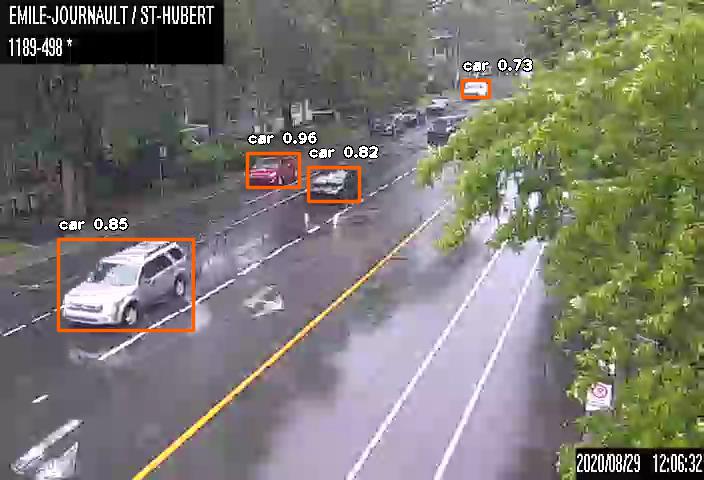 EMILE-JOURNAULT / ST-HUBERT
1189-498 *
car 0.73
car 0.96
car 0.82
car 0.85
2020/08/29 12:06:32